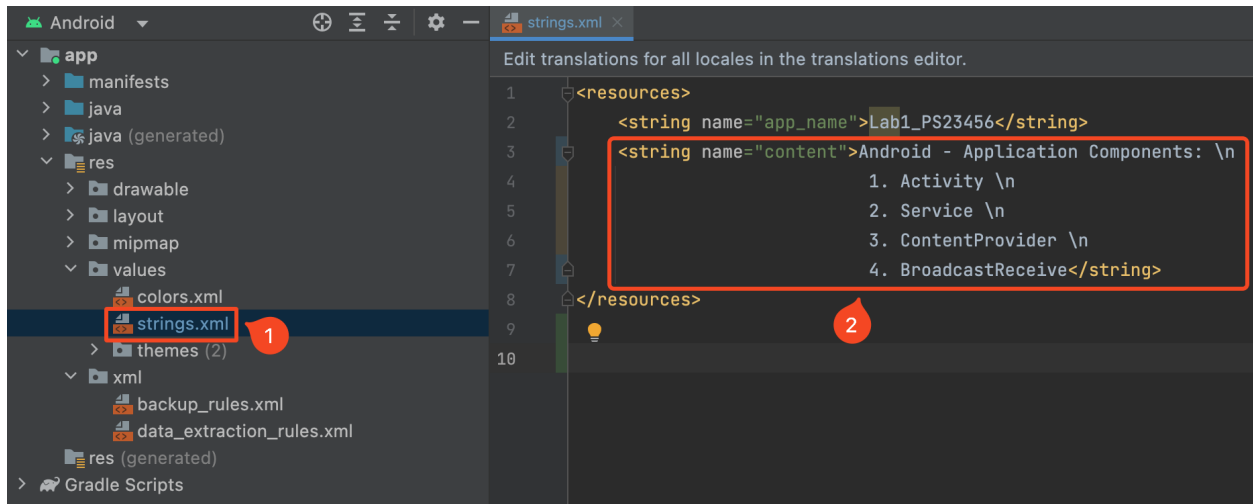 Android
strings.xml
app
Edit translations for all locales in the translations editor.
manifests
java
java (generated)
res
drawable
layout
mipmap
values
colors.xml
strings.xml
1
themes (2)
xml
backup_rules.xml
data_extraction_rules.xml
res (generated)
Gradle Scripts
1 <resources>
2 <string name="app_name">Lab1_PS23456</string>
3 <string name="content">Android - Application Components: \n
4 1. Activity \n
5 2. Service \n
6 3. ContentProvider \n
7 4. BroadcastReceive</string>
8 </resources>
2
9
10